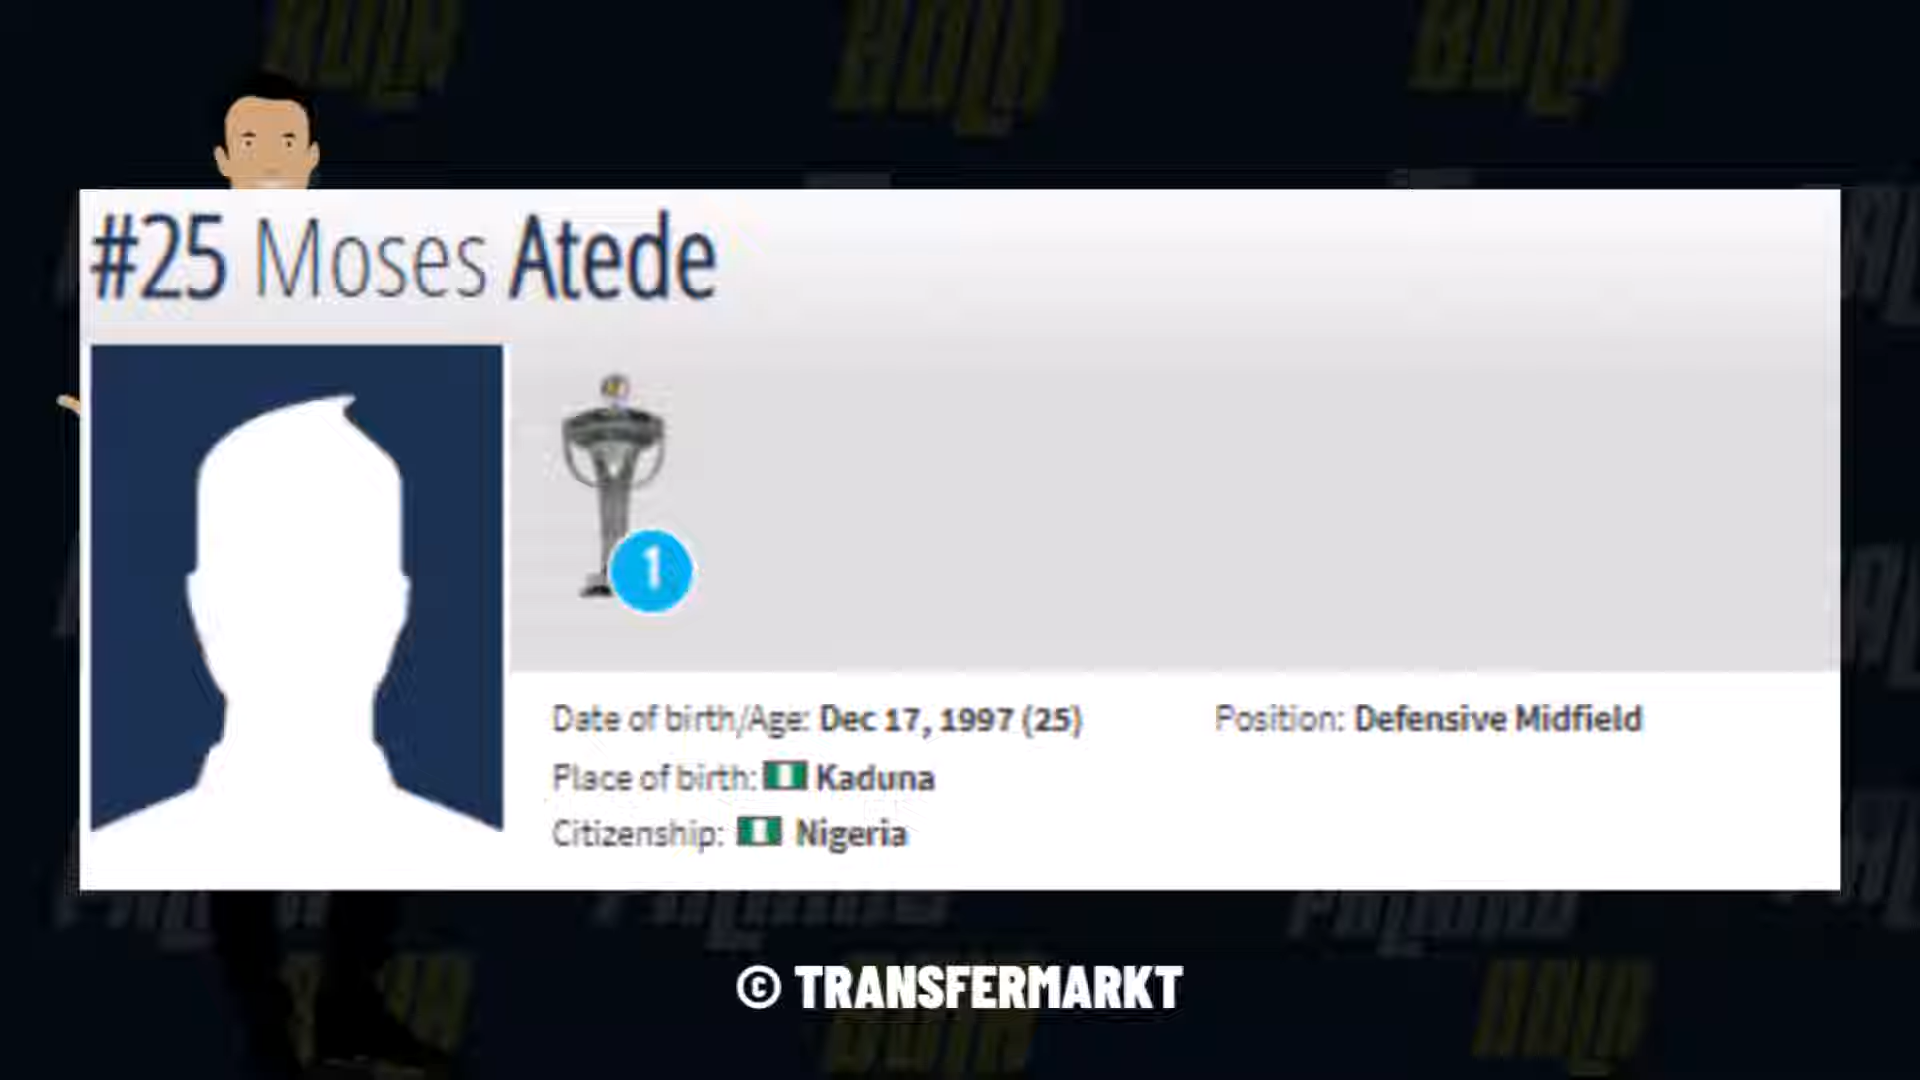 #25 Moses Atede
1
Date of birth/Age: Dec 17, 1997 (25)
Position: Defensive Midfield
Place of birth: Kaduna
Citizenship: Nigeria
© TRANSFERMARKT